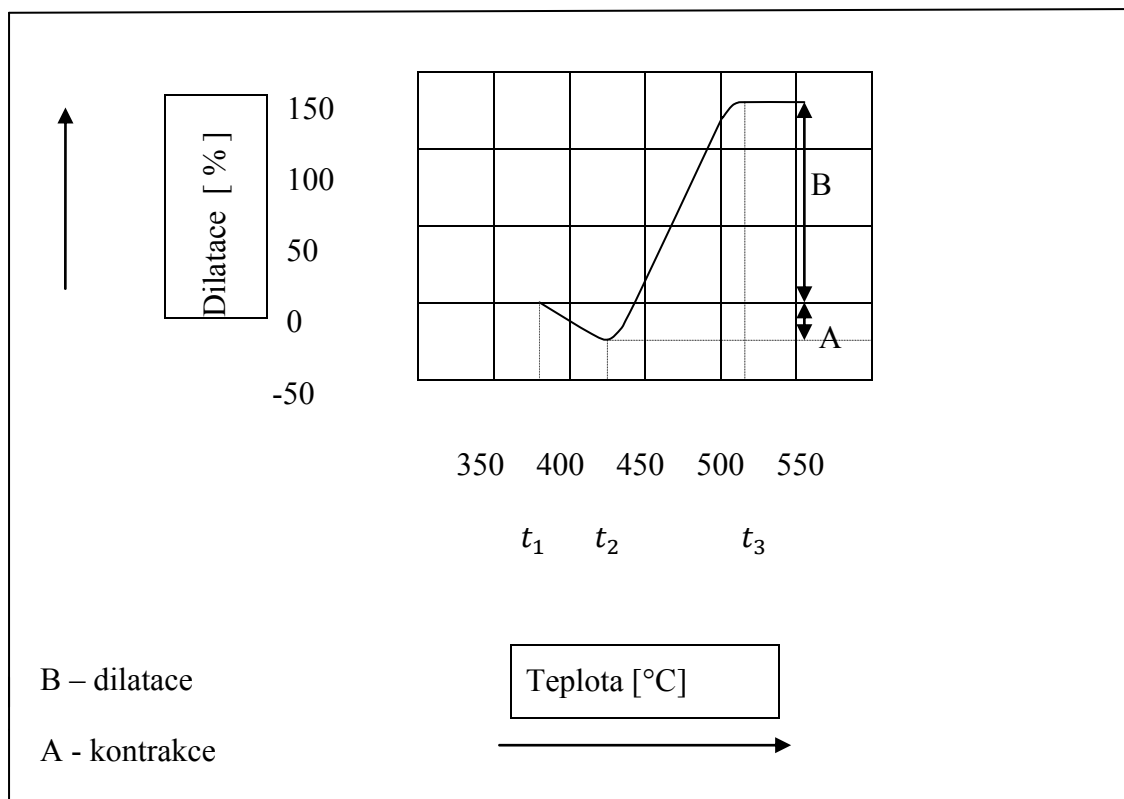 Dilatace [ % ]
150
100
50
0
-50
B
A
350 400 450 500 550
t₁ t₂ t₃
B – dilatace
Teplota [°C]
A - kontrakce